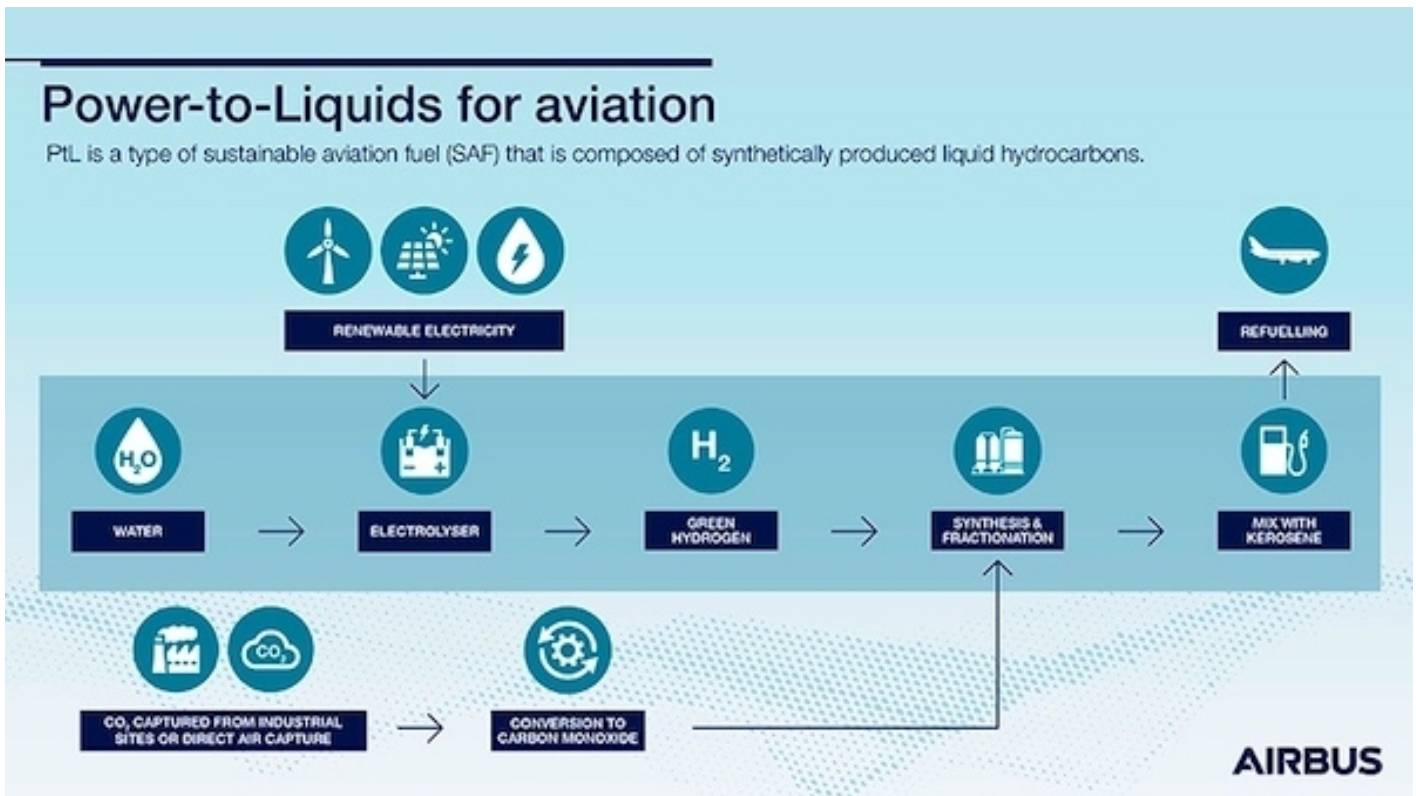 Power-to-Liquids for aviation
PtL is a type of sustainable aviation fuel (SAF) that is composed of synthetically produced liquid hydrocarbons.
RENEWABLE ELECTRICITY
REFUELLING
H₂O
H₂
WATER
ELECTROLYSER
GREEN
HYDROGEN
SYNTHESIS &
FRACTIONATION
MIX WITH
KEROSENE
CO₂
CO₂ CAPTURED FROM INDUSTRIAL
SITES OR DIRECT AIR CAPTURE
CONVERSION TO
CARBON MONOXIDE
AIRBUS